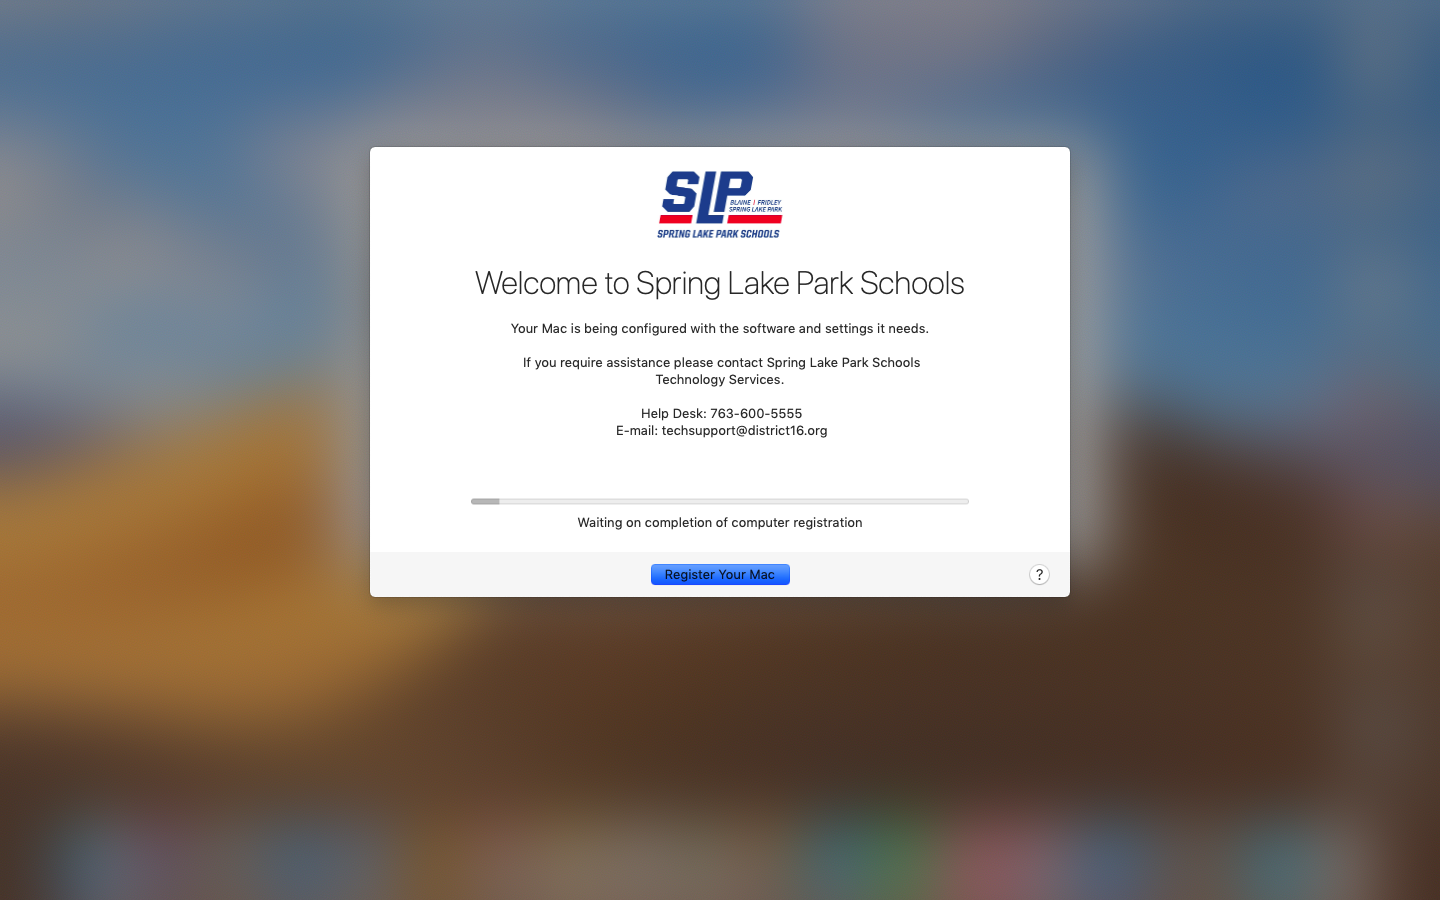 SLP
BLAINE | FRIDLEY
SPRING LAKE PARK
SPRING LAKE PARK SCHOOLS
Welcome to Spring Lake Park Schools
Your Mac is being configured with the software and settings it needs.
If you require assistance please contact Spring Lake Park Schools
Technology Services.
Help Desk: 763-600-5555
E-mail: techsupport@district16.org
Waiting on completion of computer registration
Register Your Mac
?